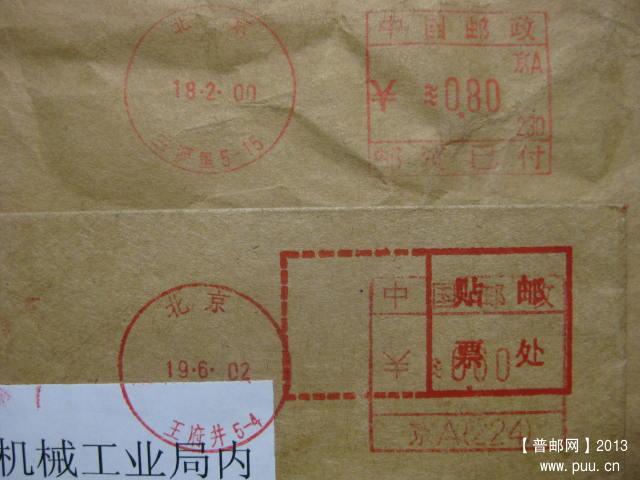 北京
18·2·00
三里屯5-15
中国邮政
京A
≈0.80
230
邮资已付
北京
19·6·02
王府井5-4
中国邮政
贴邮
票处
京A(224)
机械工业局内
【普邮网】2013
www.puu.cn